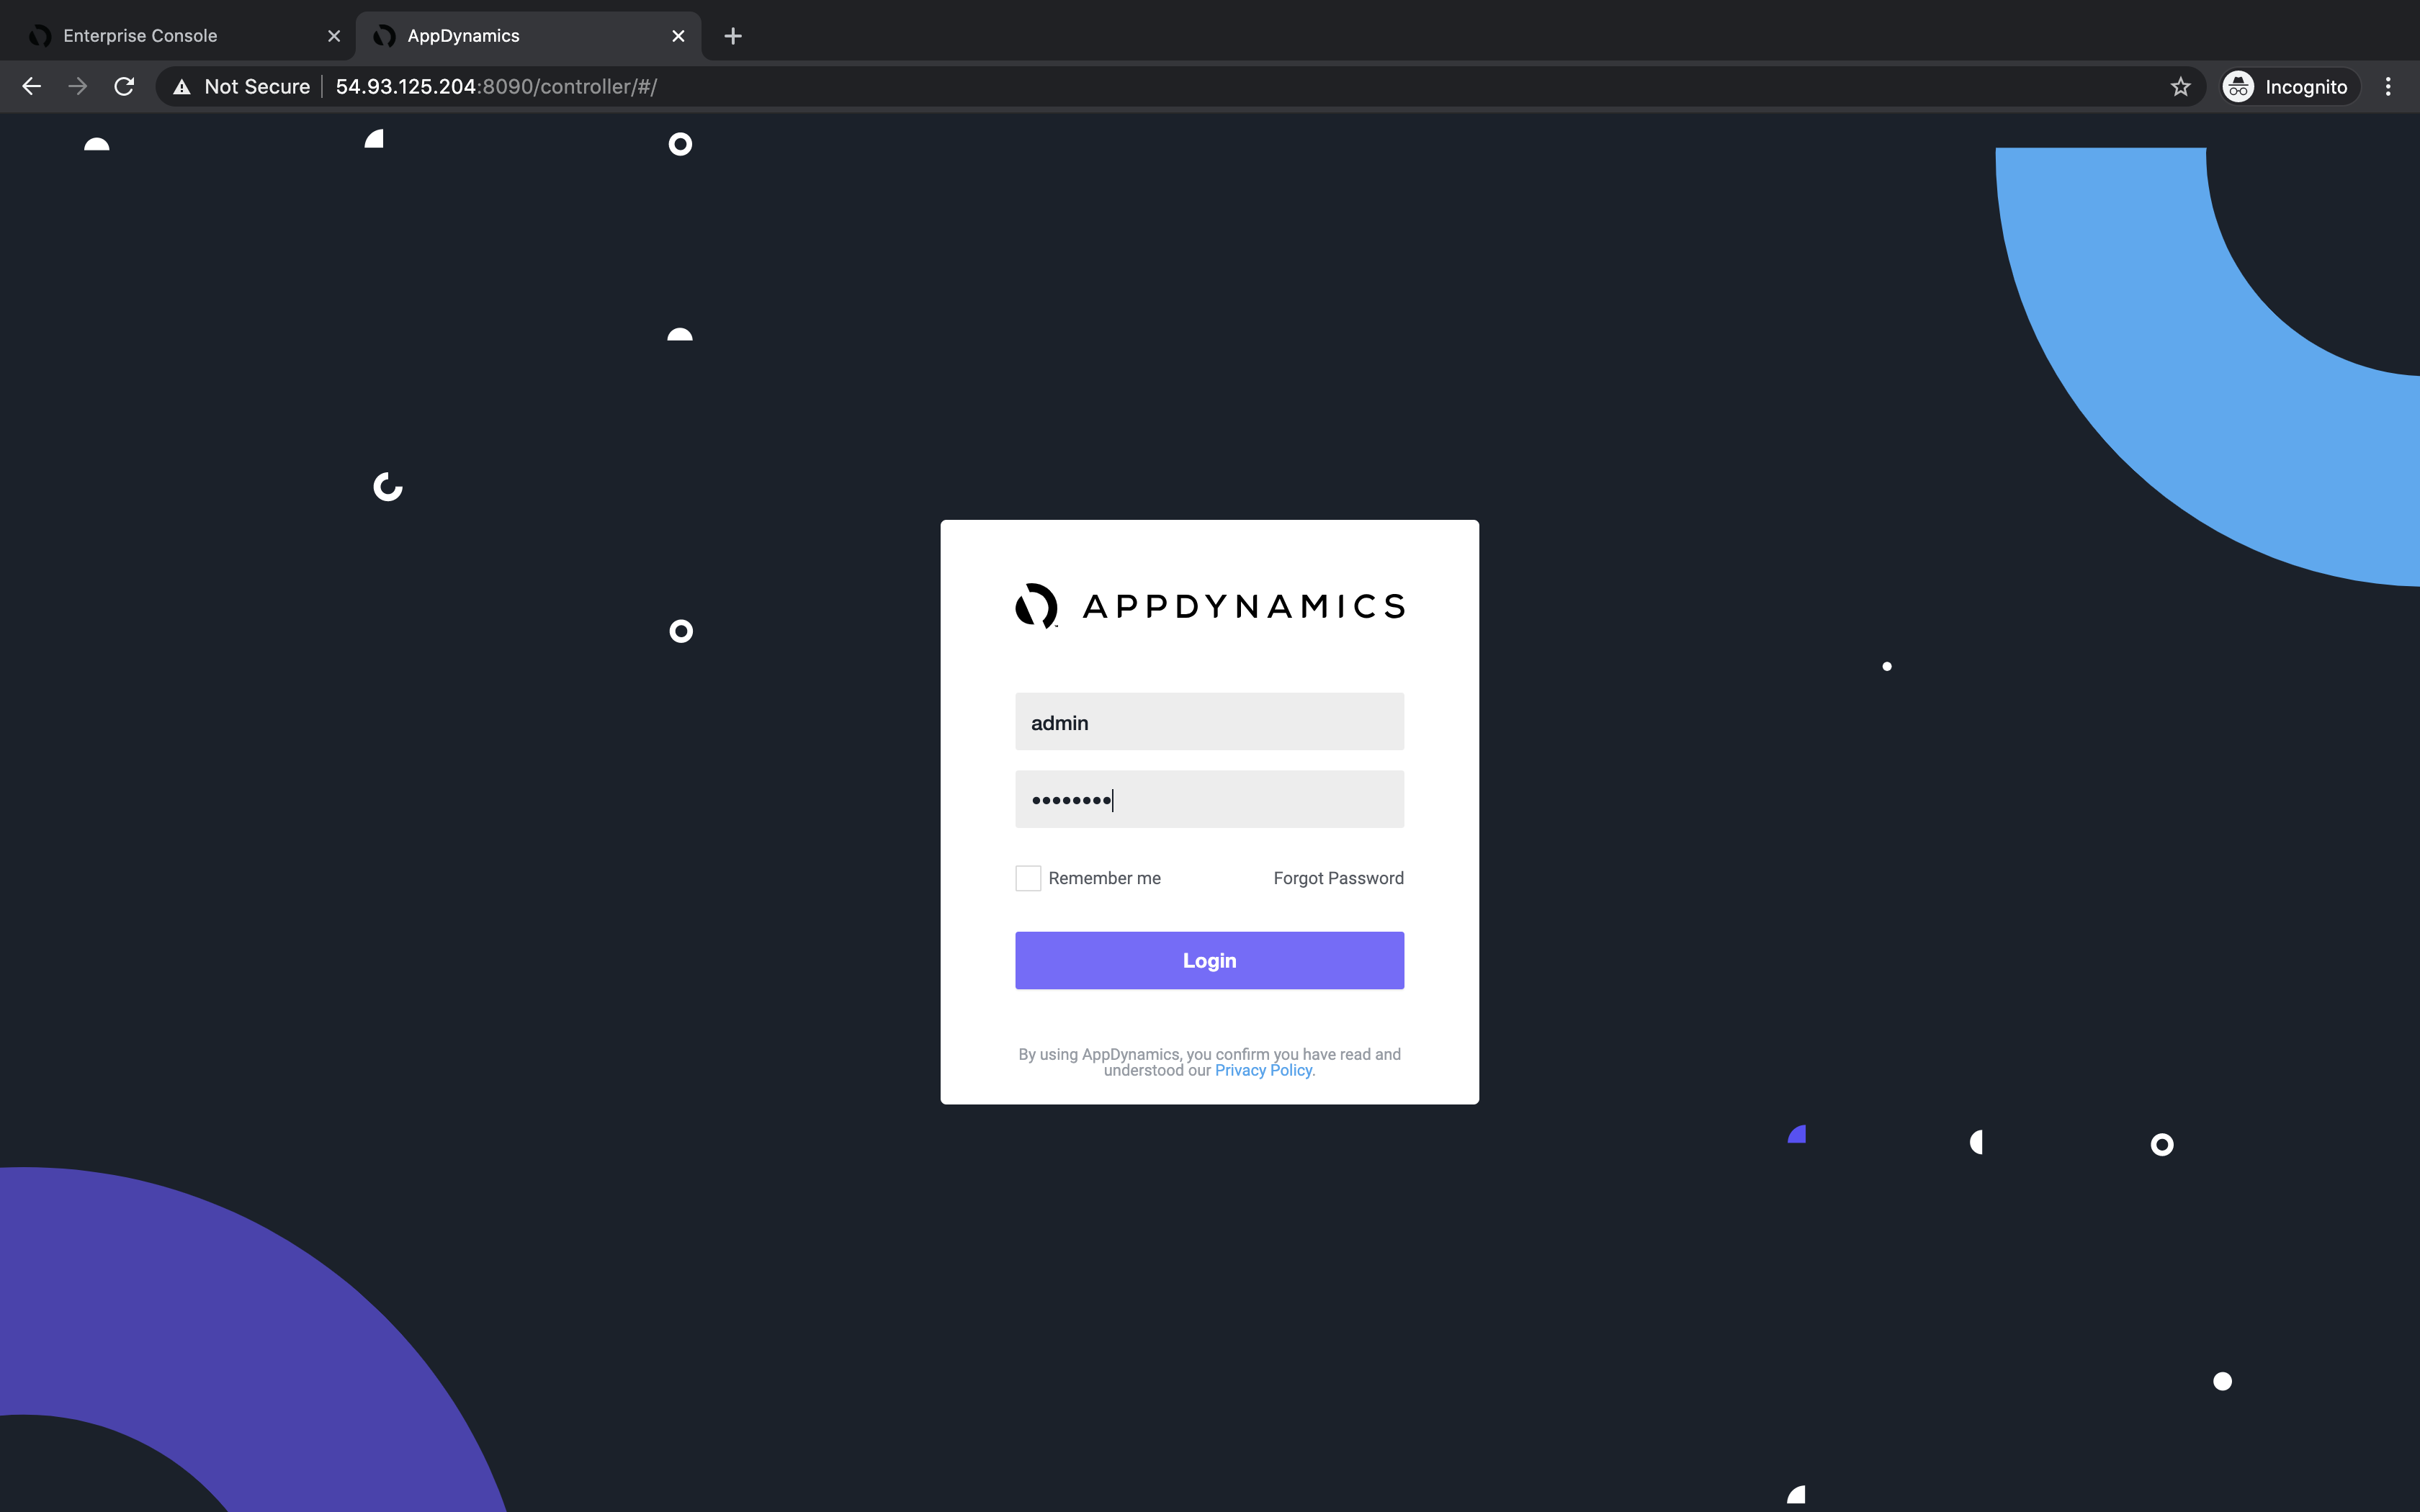 Enterprise Console
AppDynamics
Not Secure
54.93.125.204:8090/controller/#/
Incognito
APPDYNAMICS
admin
••••••••
Remember me
Forgot Password
Login
By using AppDynamics, you confirm you have read and
understood our Privacy Policy.